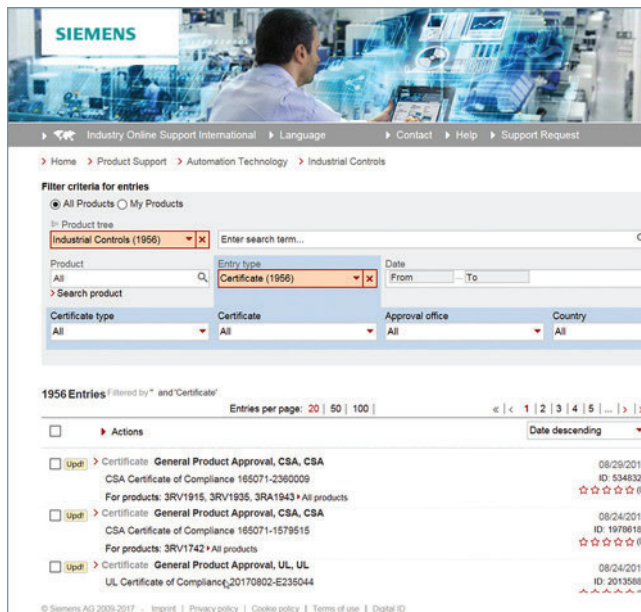 SIEMENS
Industry Online Support International Language Contact Help Support Request
Home Product Support Automation Technology Industrial Controls
Filter criteria for entries
All Products My Products
Product tree
Industrial Controls (1956) Enter search term...
Product Entry type Date
All Certificate (1956) From To
Search product
Certificate type Certificate Approval office Country
All All All All
1956 Entries Filtered by " and 'Certificate'
Entries per page: 20 | 50 | 100 | « |‹ 1 | 2 | 3 | 4 | 5 | ... | › |
Actions Date descending
Upd! Certificate General Product Approval, CSA, CSA 08/29/201
CSA Certificate of Compliance 165071-2360009 ID: 534832
For products: 3RV1915, 3RV1935, 3RA1943 All products
Upd! Certificate General Product Approval, CSA, CSA 08/24/201
CSA Certificate of Compliance 165071-1579515 ID: 1978618
For products: 3RV1742 All products
Upd! Certificate General Product Approval, UL, UL 08/24/201
UL Certificate of Compliance 20170802-E235044 ID: 2013588
© Siemens AG 2009-2017 - Imprint | Privacy policy | Cookie policy | Terms of use | Digital ID